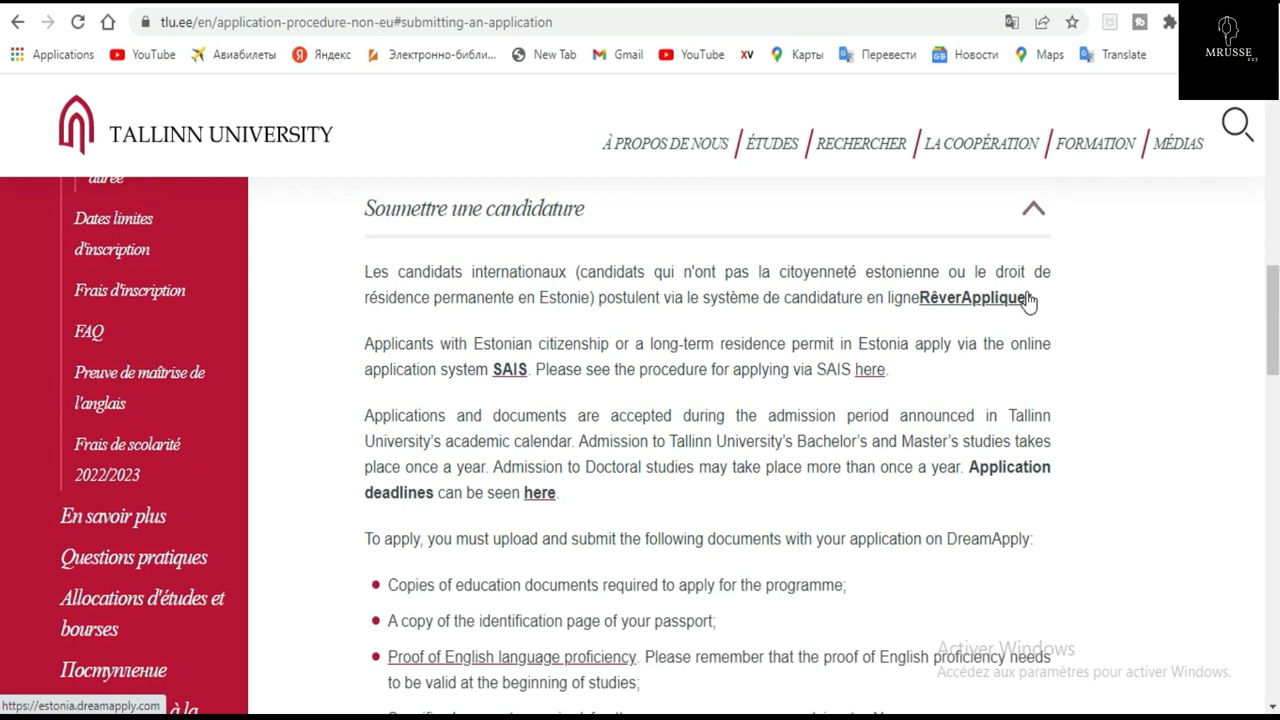 tlu.ee/en/application-procedure-non-eu#submitting-an-application
Applications YouTube Авиабилеты Яндекс Электронно-библи... New Tab Gmail YouTube XV Карты Перевести Новости Maps Translate
MRUSSE
225
TALLINN UNIVERSITY
À PROPOS DE NOUS ÉTUDES RECHERCHER LA COOPÉRATION FORMATION MÉDIAS
durée
Dates limites
d'inscription
Frais d'inscription
FAQ
Preuve de maîtrise de
l'anglais
Frais de scolarité
2022/2023
En savoir plus
Questions pratiques
Allocations d'études et
bourses
Поступление
à la
https://estonia.dreamapply.com
Soumettre une candidature
Les candidats internationaux (candidats qui n'ont pas la citoyenneté estonienne ou le droit de
résidence permanente en Estonie) postulent via le système de candidature en ligneRêverApplique
Applicants with Estonian citizenship or a long-term residence permit in Estonia apply via the online
application system SAIS. Please see the procedure for applying via SAIS here.
Applications and documents are accepted during the admission period announced in Tallinn
University's academic calendar. Admission to Tallinn University's Bachelor's and Master's studies takes
place once a year. Admission to Doctoral studies may take place more than once a year. Application
deadlines can be seen here.
To apply, you must upload and submit the following documents with your application on DreamApply:
Copies of education documents required to apply for the programme;
A copy of the identification page of your passport;
Proof of English language proficiency. Please remember that the proof of English proficiency needs
to be valid at the beginning of studies;
Activer Windows
Accédez aux paramètres pour activer Windows.